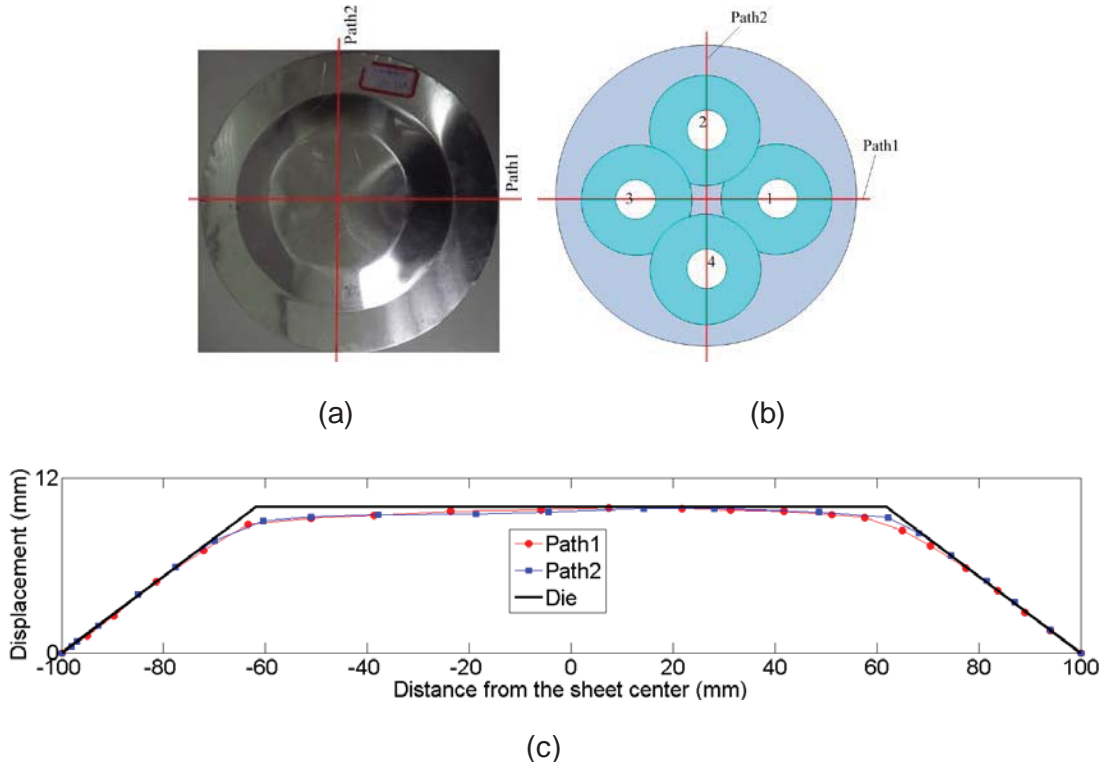 Path2
Path1
Path2
Path1
2
3
1
4
(a)
(b)
Displacement (mm)
12
0
Path1
Path2
Die
-100
-80
-60
-40
-20
0
20
40
60
80
100
Distance from the sheet center (mm)
(c)